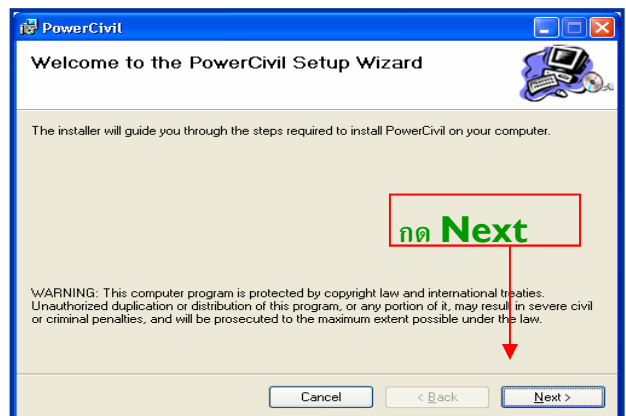 PowerCivil
Welcome to the PowerCivil Setup Wizard
The installer will guide you through the steps required to install PowerCivil on your computer.
กด Next
WARNING: This computer program is protected by copyright law and international treaties.
Unauthorized duplication or distribution of this program, or any portion of it, may result in severe civil
or criminal penalties, and will be prosecuted to the maximum extent possible under the law.
Cancel
< Back
Next >